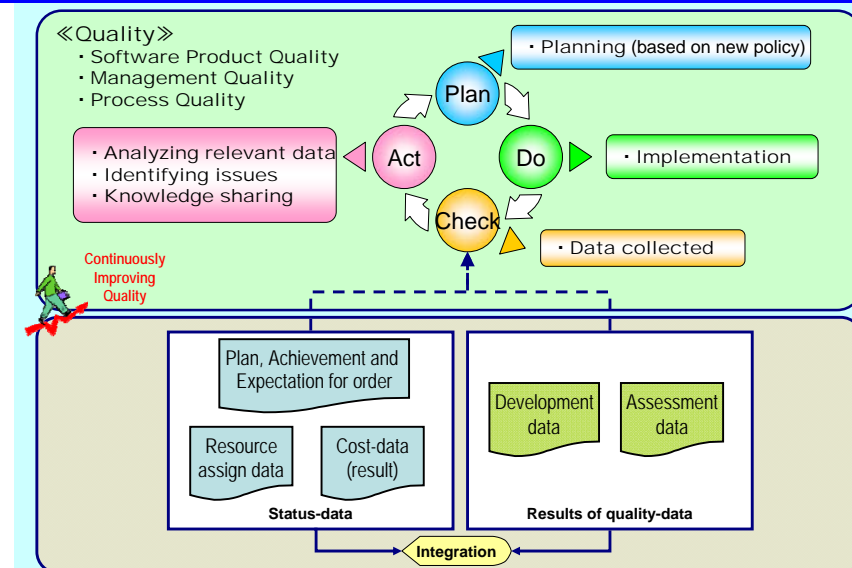 ≪Quality≫
・Software Product Quality
・Management Quality
・Process Quality
・Planning (based on new policy)
Plan
・Analyzing relevant data
・Identifying issues
・Knowledge sharing
Act
Do
・Implementation
Check
・Data collected
Continuously
Improving
Quality
Plan, Achievement and
Expectation for order
Resource
assign data
Cost-data
(result)
Status-data
Development
data
Assessment
data
Results of quality-data
Integration